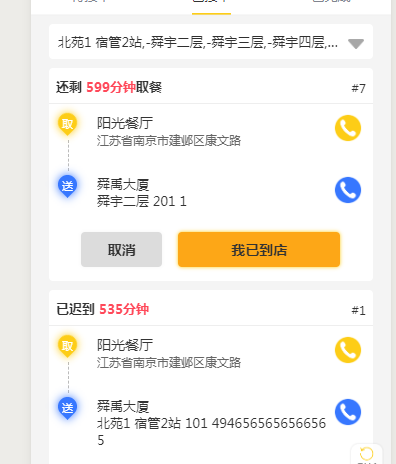 北苑1 宿管2站,-舜宇二层,-舜宇三层,-舜宇四层,...
还剩 599分钟取餐 #7
取 阳光餐厅
江苏省南京市建邺区康文路
送 舜禹大厦
舜宇二层 201 1
取消 我已到店
已迟到 535分钟 #1
取 阳光餐厅
江苏省南京市建邺区康文路
送 舜禹大厦
北苑1 宿管2站 101 494656565656656
5